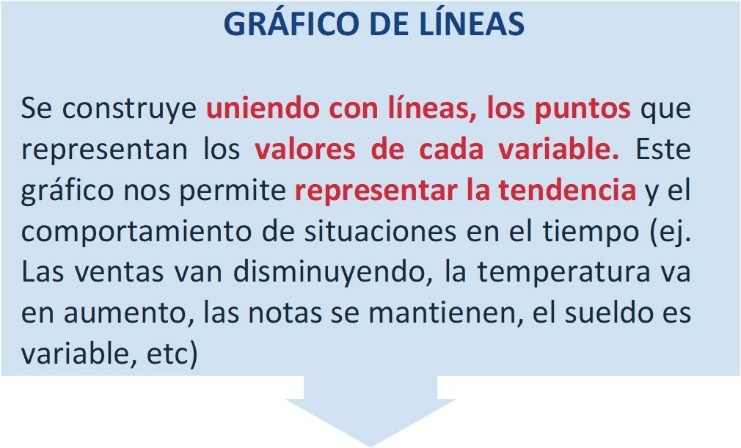 GRÁFICO DE LÍNEAS
Se construye uniendo con líneas, los puntos que
representan los valores de cada variable. Este
gráfico nos permite representar la tendencia y el
comportamiento de situaciones en el tiempo (ej.
Las ventas van disminuyendo, la temperatura va
en aumento, las notas se mantienen, el sueldo es
variable, etc)